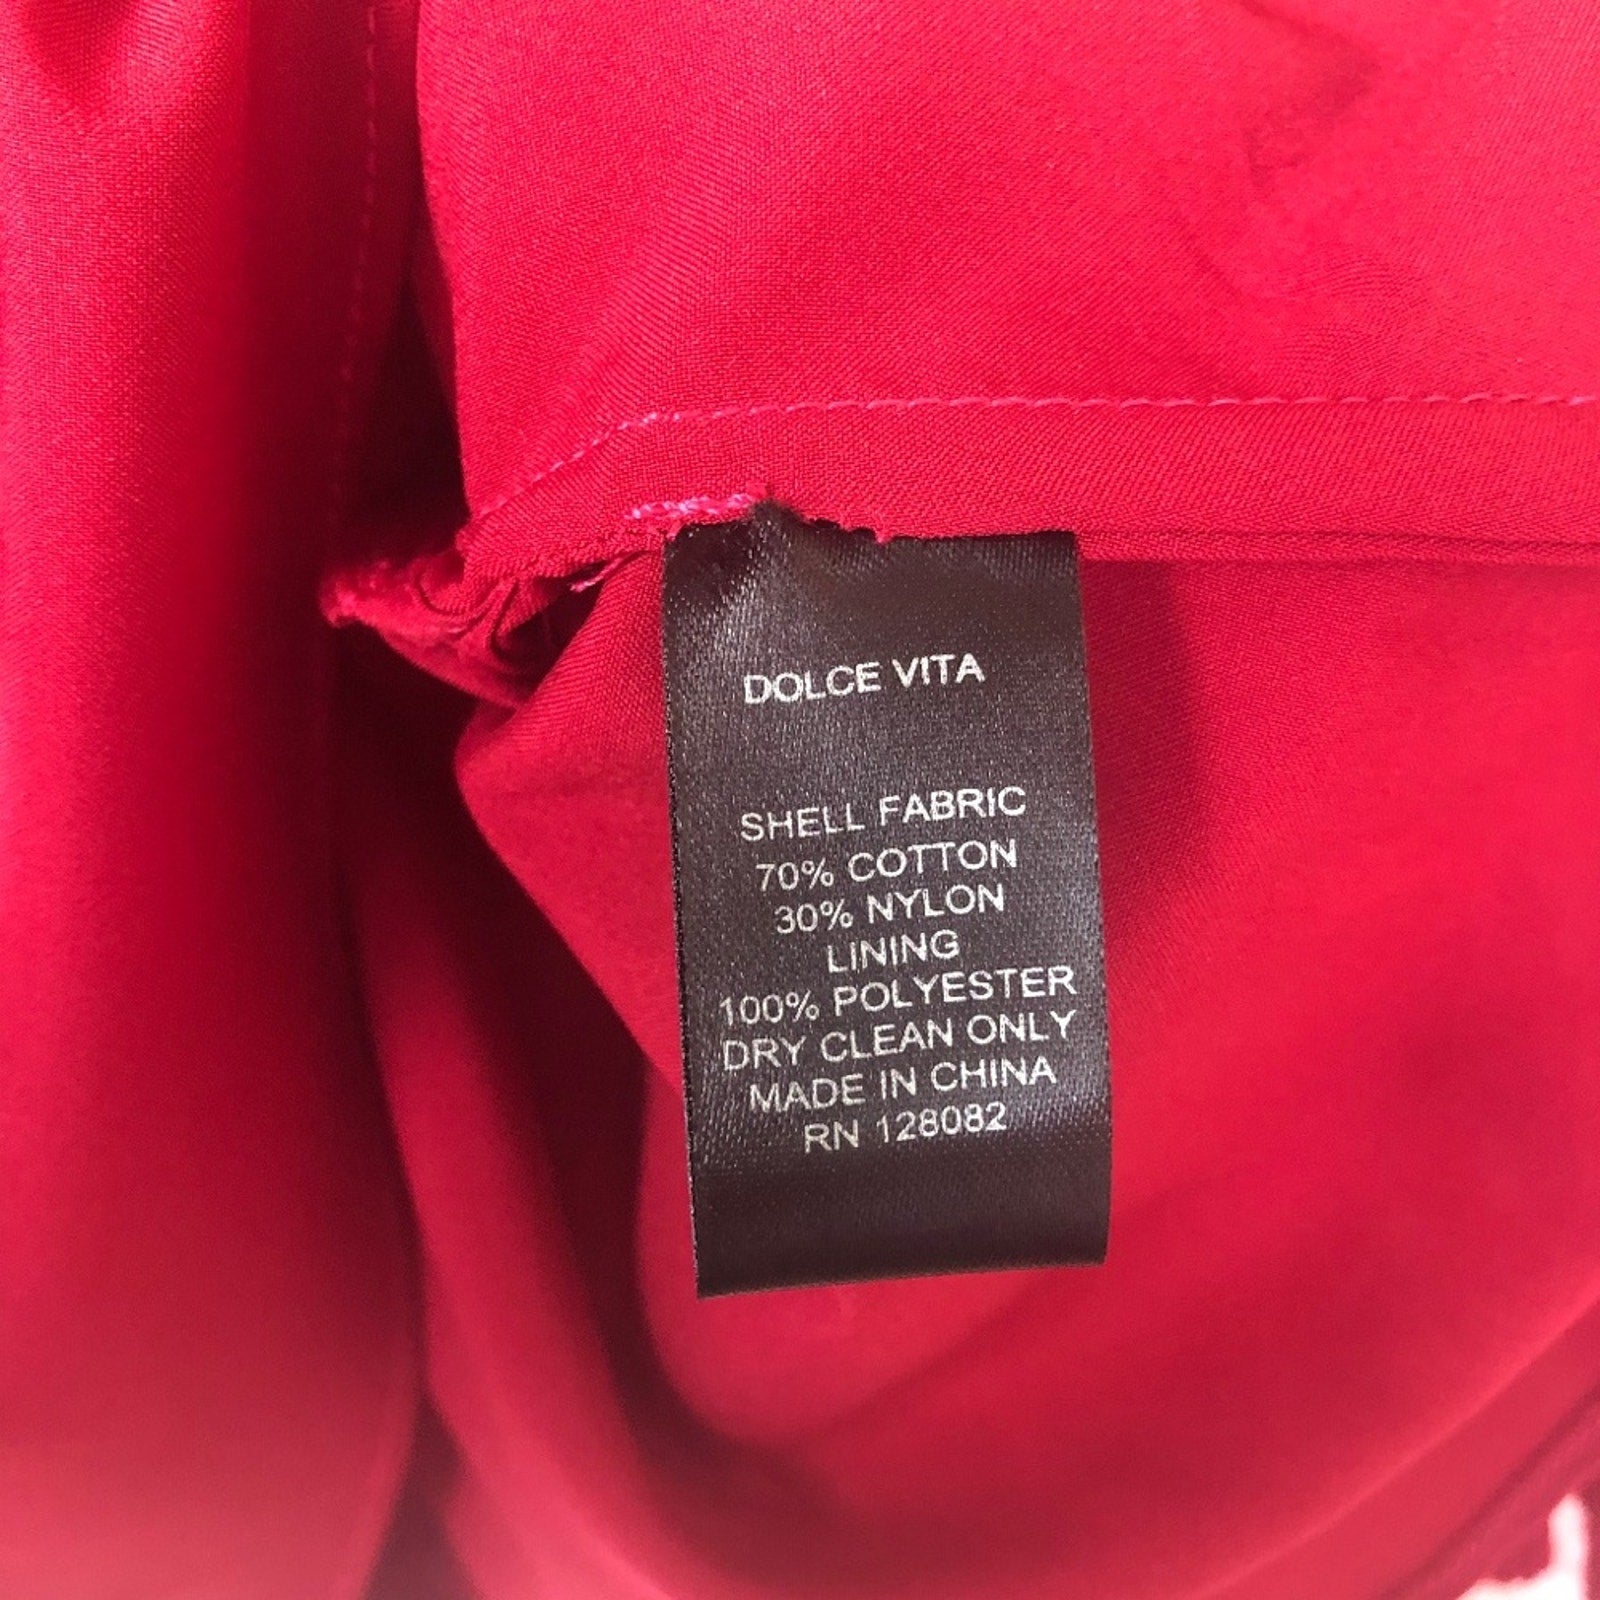 DOLCE VITA
SHELL FABRIC
70% COTTON
30% NYLON
LINING
100% POLYESTER
DRY CLEAN ONLY
MADE IN CHINA
RN 128082